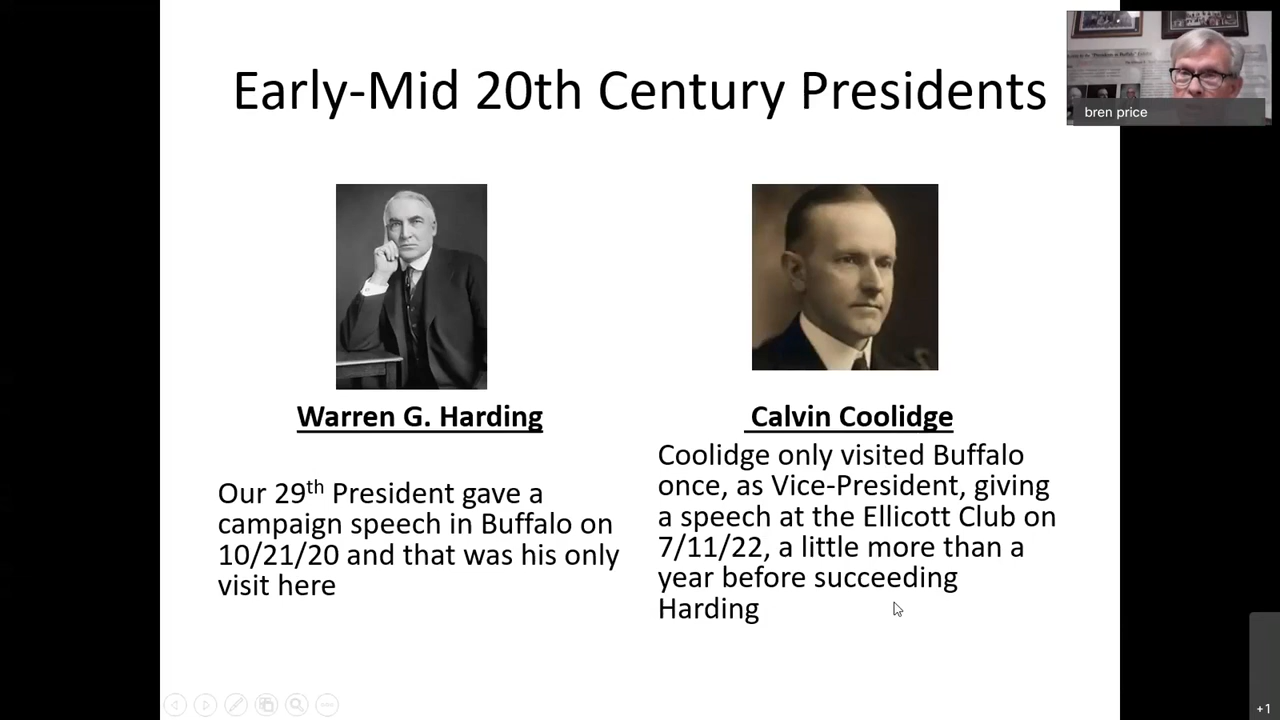 Early-Mid 20th Century Presidents
bren price
Warren G. Harding
Our 29th President gave a
campaign speech in Buffalo on
10/21/20 and that was his only
visit here
Calvin Coolidge
Coolidge only visited Buffalo
once, as Vice-President, giving
a speech at the Ellicott Club on
7/11/22, a little more than a
year before succeeding
Harding
+1